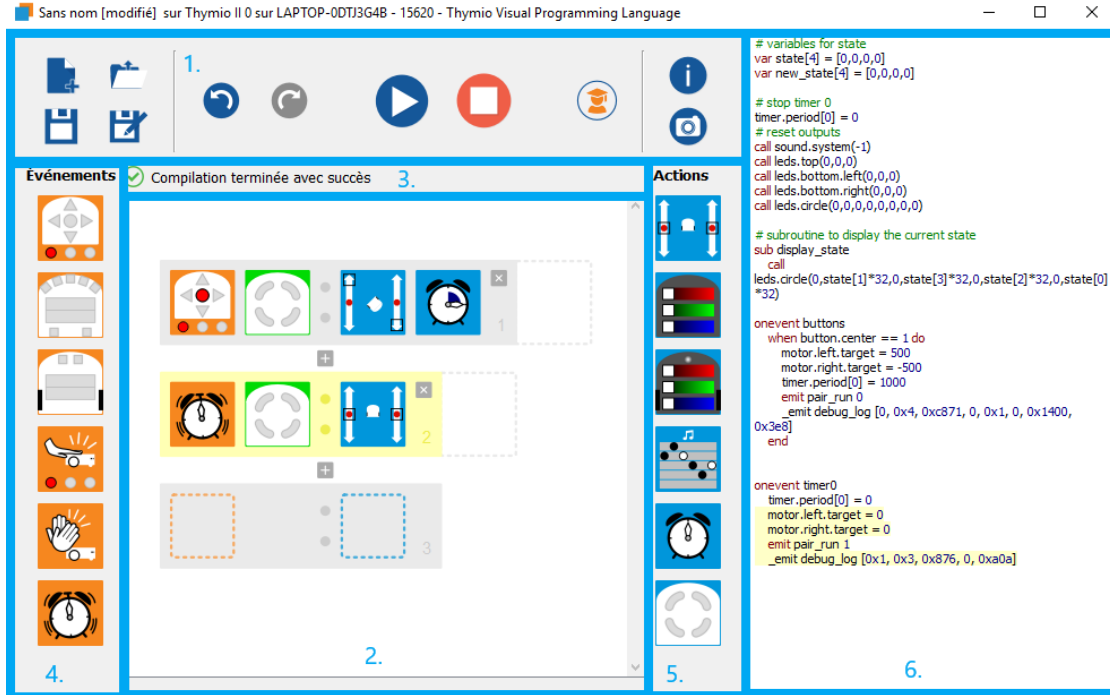 Sans nom [modifié] sur Thymio II 0 sur LAPTOP-0DTJ3G4B - 15620 - Thymio Visual Programming Language
1.
i
Événements
Compilation terminée avec succès
3.
Actions
1
2
3
4.
2.
5.
# variables for state
var state[4] = [0,0,0,0]
var new_state[4] = [0,0,0,0]
# stop timer 0
timer.period[0] = 0
# reset outputs
call sound.system(-1)
call leds.top(0,0,0)
call leds.bottom.left(0,0,0)
call leds.bottom.right(0,0,0)
call leds.circle(0,0,0,0,0,0,0,0)
# subroutine to display the current state
sub display_state
call
leds.circle(0,state[1]*32,0,state[3]*32,0,state[2]*32,0,state[0]
*32)
onevent buttons
when button.center == 1 do
motor.left.target = 500
motor.right.target = -500
timer.period[0] = 1000
emit pair_run 0
_emit debug_log [0, 0x4, 0xc871, 0, 0x1, 0, 0x1400,
0x3e8]
end
onevent timer0
timer.period[0] = 0
motor.left.target = 0
motor.right.target = 0
emit pair_run 1
_emit debug_log [0x1, 0x3, 0x876, 0, 0xa0a]
6.